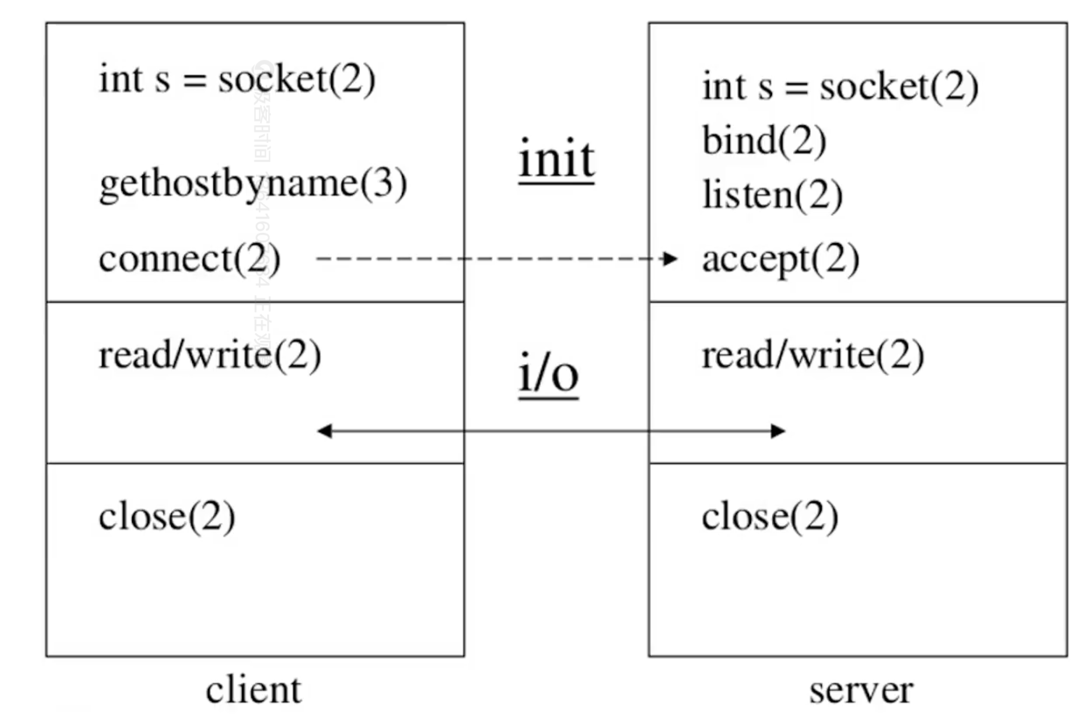 int s = socket(2)
gethostbyname(3)
connect(2)
read/write(2)
close(2)
client
init
i/o
int s = socket(2)
bind(2)
listen(2)
accept(2)
read/write(2)
close(2)
server